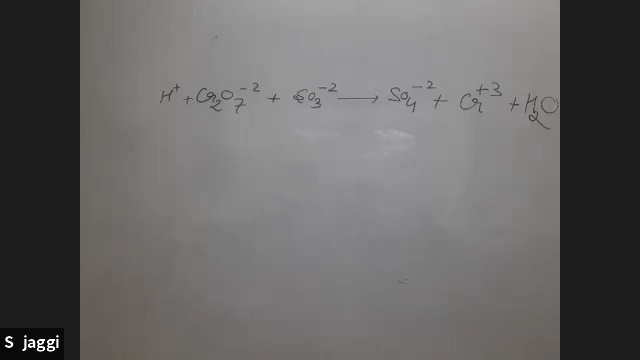 H⁺ + Cr₂O₇⁻² + SO₃⁻² ⟶ SO₄⁻² + Cr⁺³ + H₂O
S jaggi